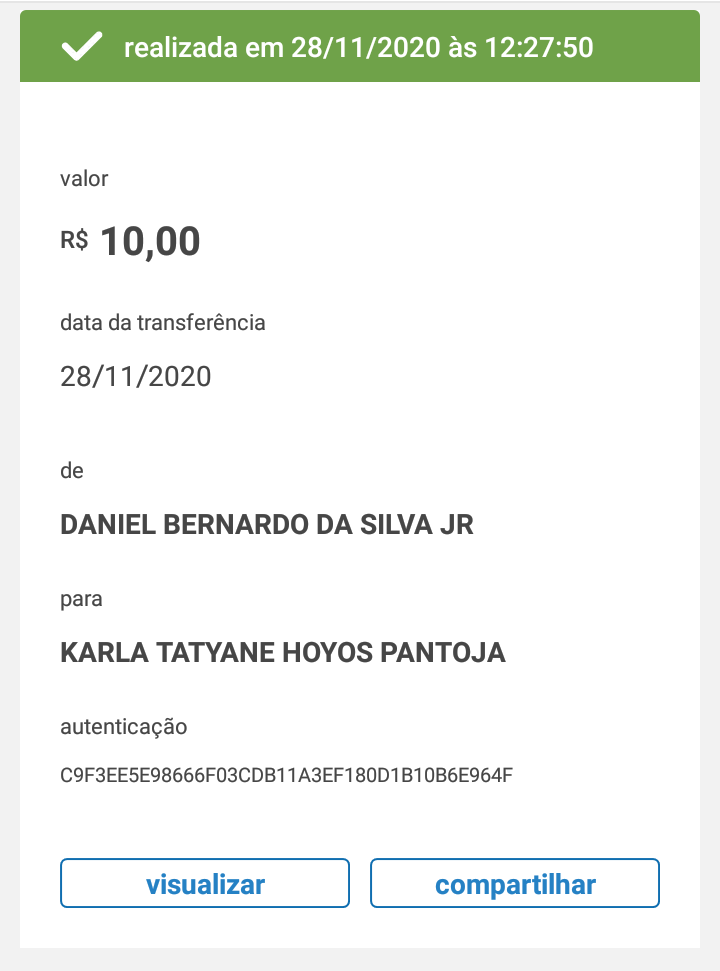 realizada em 28/11/2020 às 12:27:50
valor
R$ 10,00
data da transferência
28/11/2020
de
DANIEL BERNARDO DA SILVA JR
para
KARLA TATYANE HOYOS PANTOJA
autenticação
C9F3EE5E98666F03CDB11A3EF180D1B10B6E964F
visualizar
compartilhar